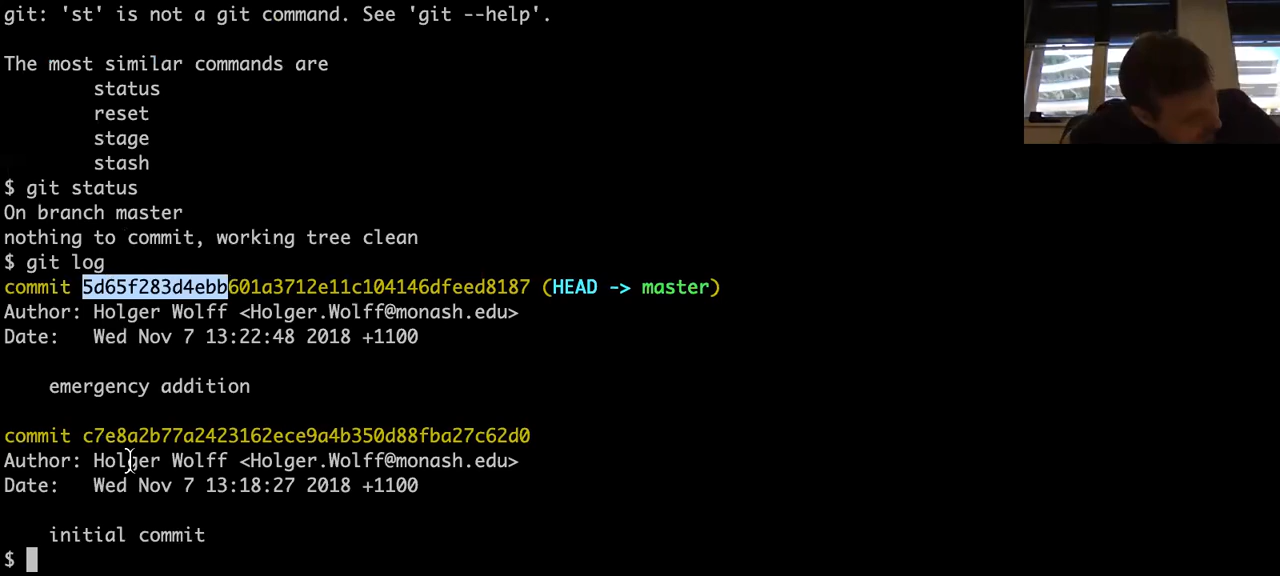 git: 'st' is not a git command. See 'git --help'.
The most similar commands are
status
reset
stage
stash
$ git status
On branch master
nothing to commit, working tree clean
$ git log
commit 5d65f283d4ebb601a3712e11c104146dfeed8187 (HEAD -> master)
Author: Holger Wolff <Holger.Wolff@monash.edu>
Date:   Wed Nov 7 13:22:48 2018 +1100
emergency addition
commit c7e8a2b77a2423162ece9a4b350d88fba27c62d0
Author: Holger Wolff <Holger.Wolff@monash.edu>
Date:   Wed Nov 7 13:18:27 2018 +1100
initial commit
$